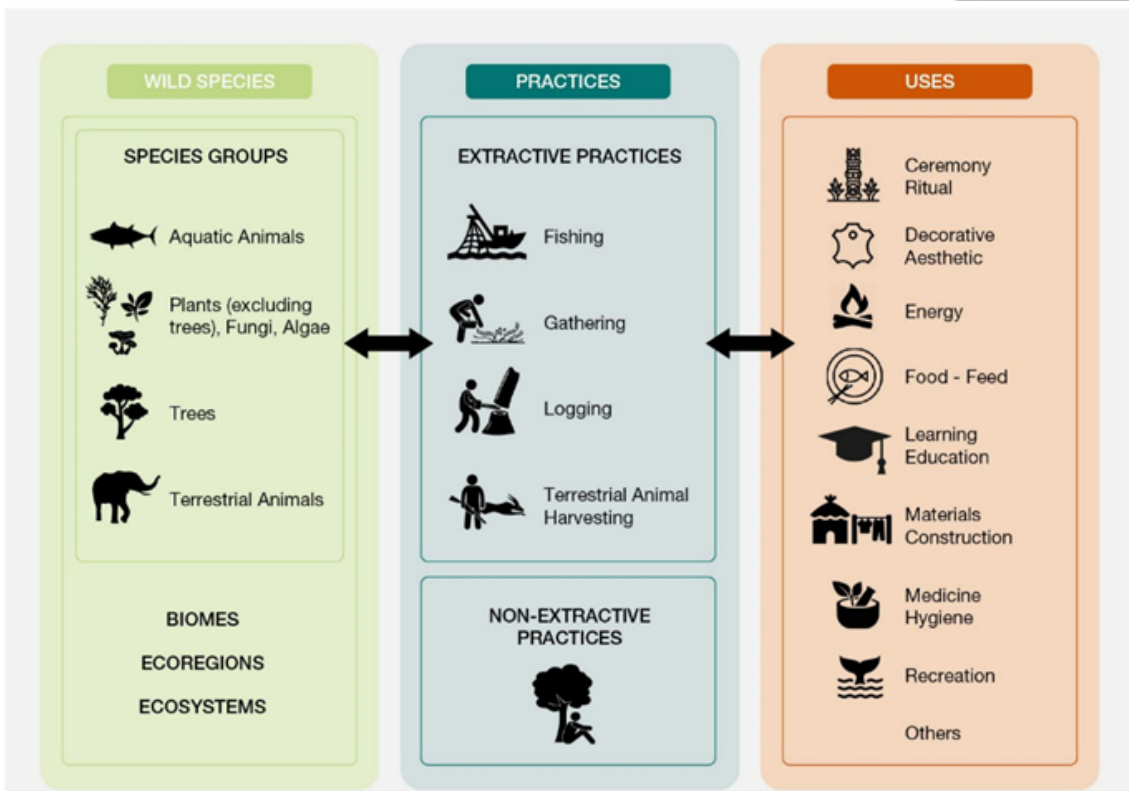 WILD SPECIES
SPECIES GROUPS
Aquatic Animals
Plants (excluding
trees), Fungi, Algae
Trees
Terrestrial Animals
BIOMES
ECOREGIONS
ECOSYSTEMS
PRACTICES
EXTRACTIVE PRACTICES
Fishing
Gathering
Logging
Terrestrial Animal
Harvesting
NON-EXTRACTIVE
PRACTICES
USES
Ceremony
Ritual
Decorative
Aesthetic
Energy
Food - Feed
Learning
Education
Materials
Construction
Medicine
Hygiene
Recreation
Others